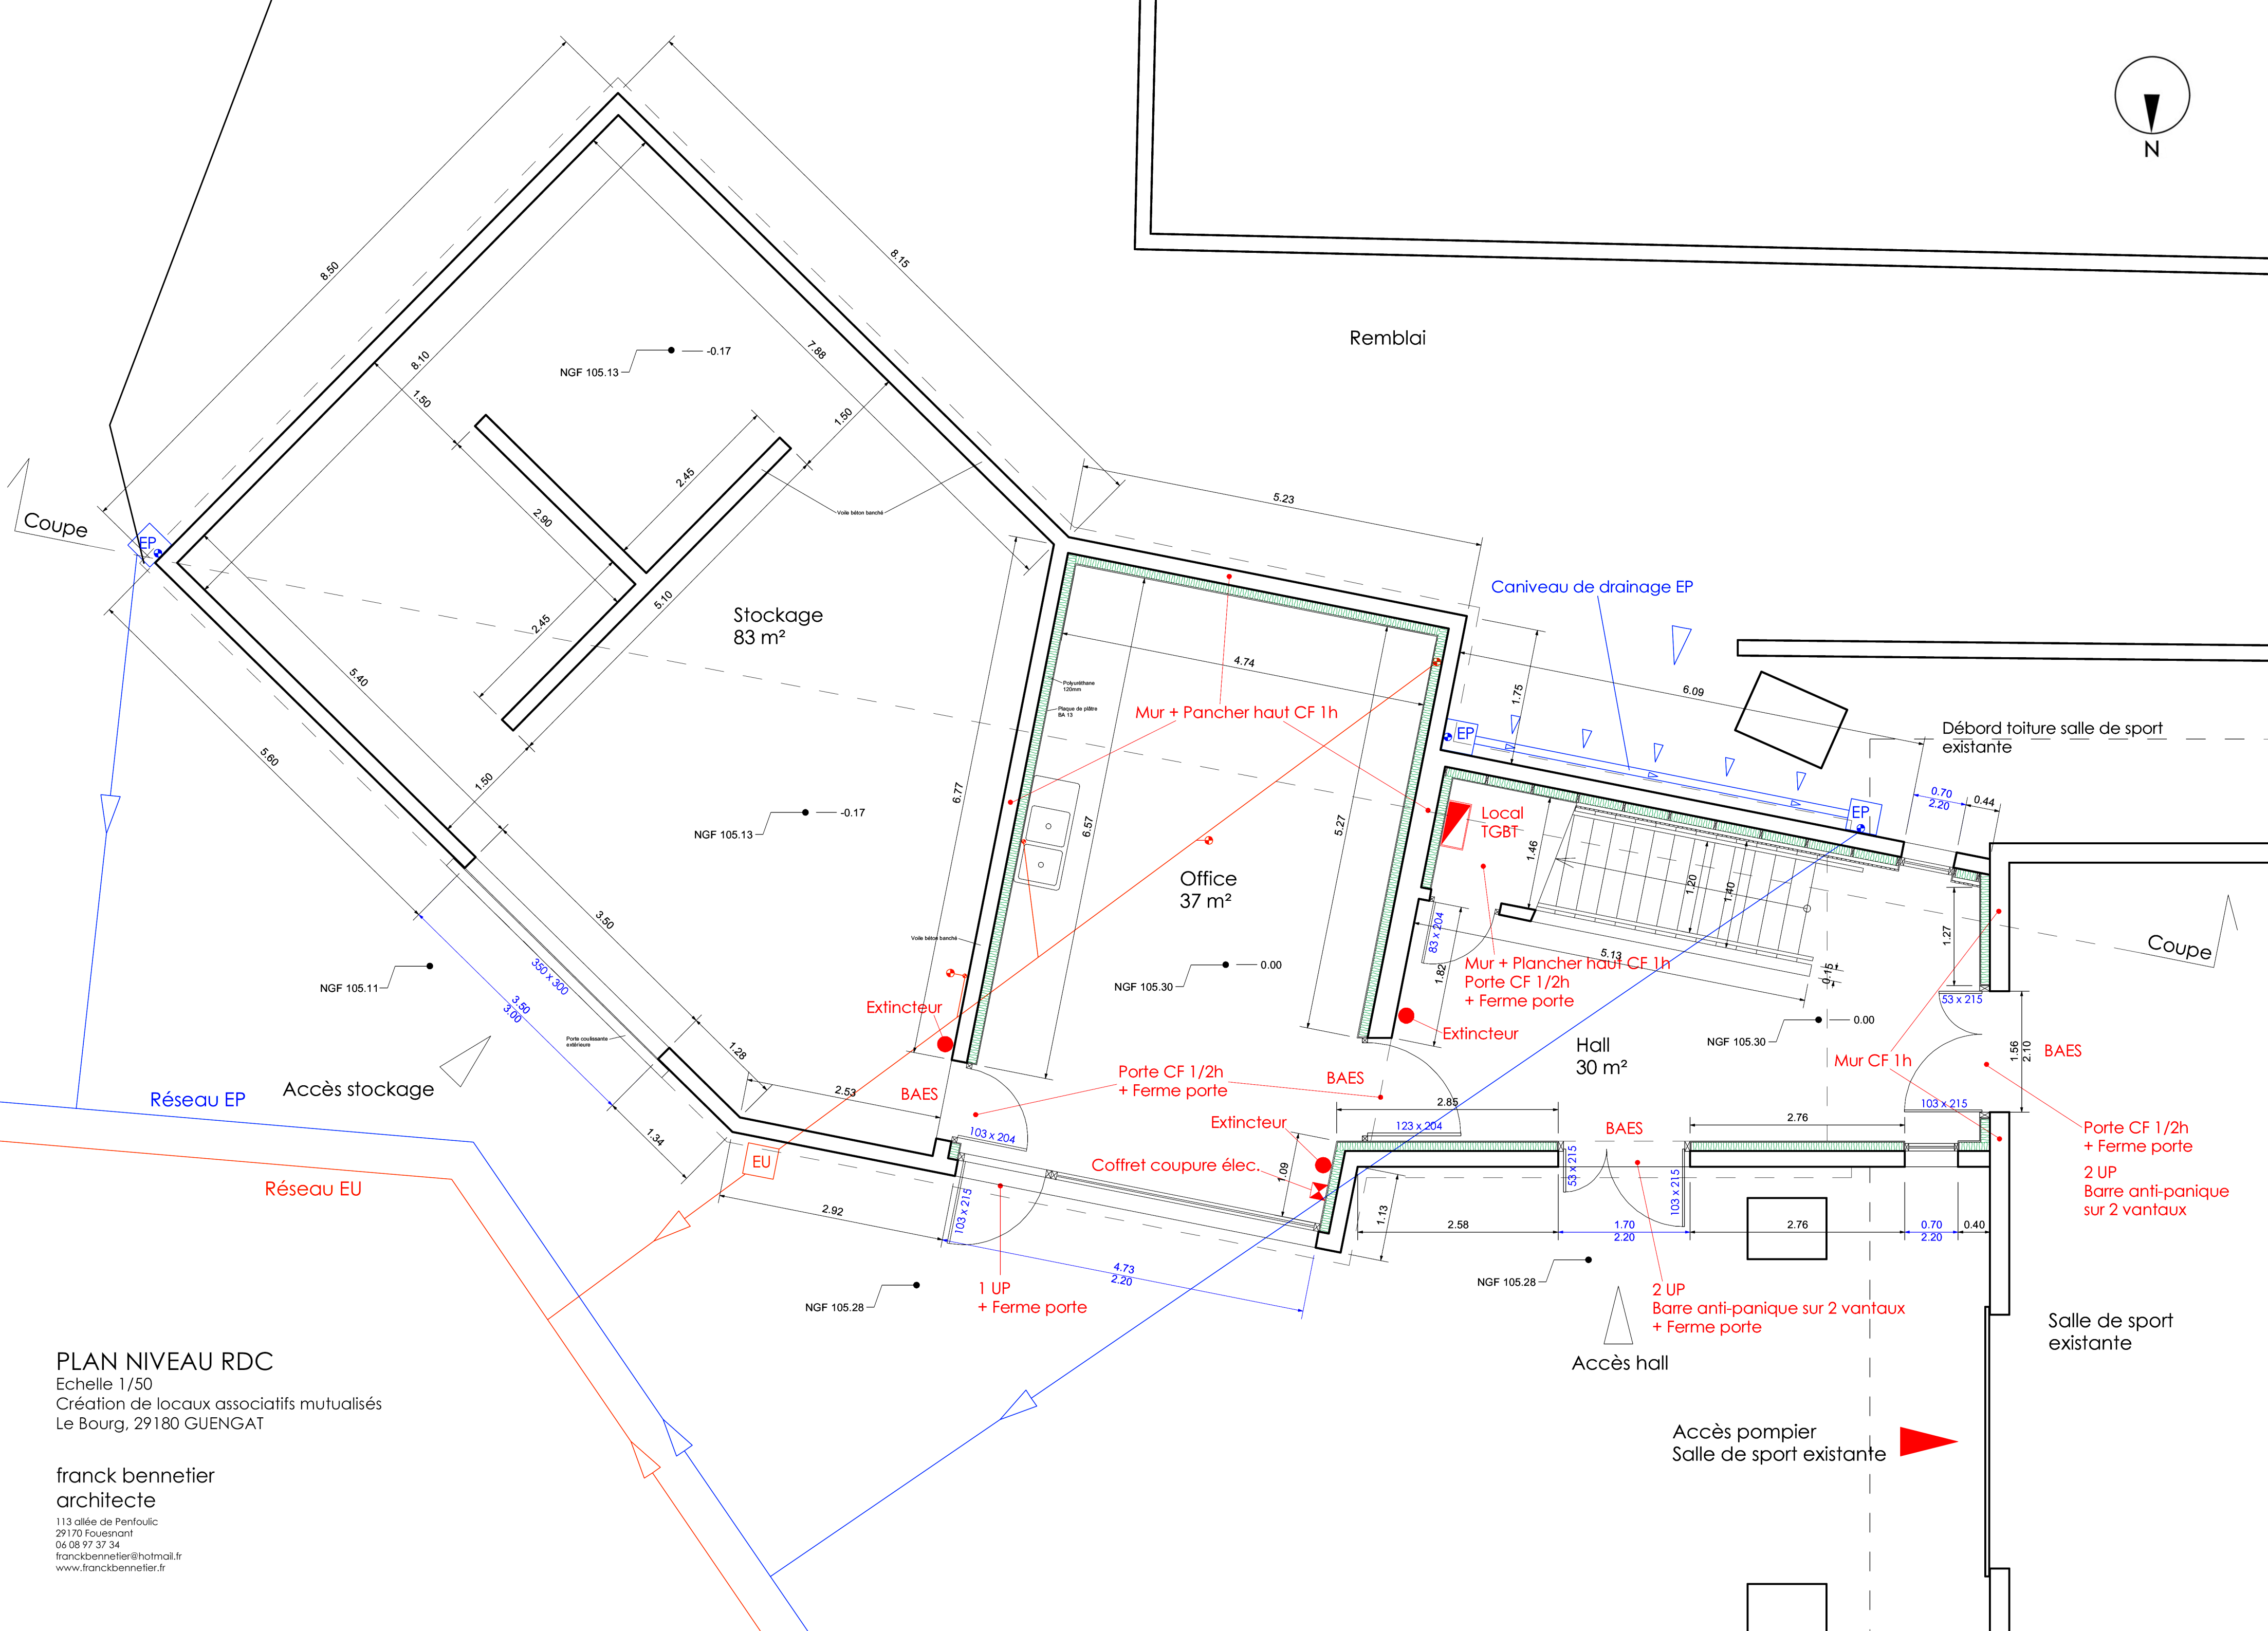 N
8.50
8.15
Remblai
8.10
7.88
-0.17
NGF 105.13
1.50
1.50
2.45
5.23
Coupe
Voile béton banché
2.90
EP
Caniveau de drainage EP
Stockage
83 m²
5.10
2.45
5.40
4.74
6.09
1.75
Polyuréthane
120mm
Plaque de plâtre
BA 13
Mur + Pancher haut CF 1h
EP
Débord toiture salle de sport
existante
5.60
1.50
6.77
6.57
5.27
0.70
2.20
0.44
-0.17
NGF 105.13
Local
TGBT
EP
1.46
1.20
1.40
Office
37 m²
3.50
Voile béton banché
83 x 204
1.27
Coupe
5.13
1.82
0.15
350 x 300
NGF 105.11
3.50
3.00
0.00
NGF 105.30
Mur + Plancher haut CF 1h
Porte CF 1/2h
+ Ferme porte
53 x 215
Extincteur
Extincteur
0.00
NGF 105.30
Porte coulissante
extérieure
1.28
Hall
30 m²
Mur CF 1h
1.56
2.10
BAES
Accès stockage
Réseau EP
2.53
BAES
Porte CF 1/2h
+ Ferme porte
BAES
2.85
103 x 215
1.34
103 x 204
Extincteur
123 x 204
BAES
2.76
Porte CF 1/2h
+ Ferme porte
EU
Coffret coupure élec.
1.09
53 x 215
103 x 215
2 UP
Barre anti-panique
sur 2 vantaux
Réseau EU
2.92
103 x 215
1.13
2.58
1.70
2.20
2.76
0.70
2.20
0.40
4.73
2.20
NGF 105.28
1 UP
+ Ferme porte
NGF 105.28
2 UP
Barre anti-panique sur 2 vantaux
+ Ferme porte
Salle de sport
existante
Accès hall
PLAN NIVEAU RDC
Echelle 1/50
Création de locaux associatifs mutualisés
Le Bourg, 29180 GUENGAT
Accès pompier
Salle de sport existante
franck bennetier
architecte
113 allée de Penfoulic
29170 Fouesnant
06 08 97 37 34
franckbennetier@hotmail.fr
www.franckbennetier.fr